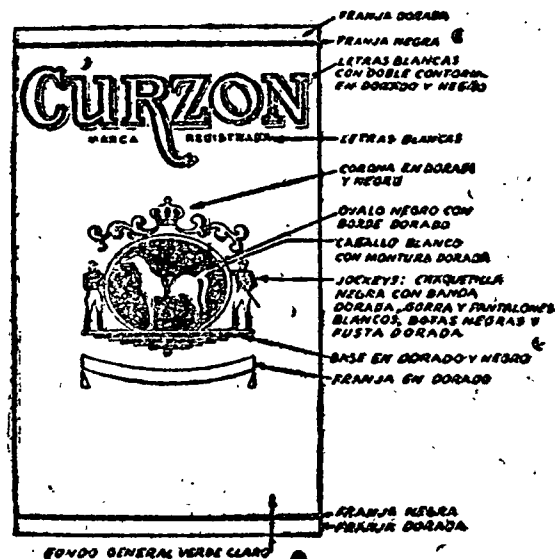 FRANJA DORADA
FRANJA NEGRA
CURZON
LETRAS BLANCAS
CON DOBLE CONTORNO
EN DORADO Y NEGRO
MARCA REGISTRADA
LETRAS BLANCAS
CORONA EN DORADO
Y NEGRO
OVALO NEGRO CON
BORDE DORADO
CABALLO BLANCO
CON MONTURA DORADA
JOCKEYS: CHAQUETILLA
NEGRA CON BANDA
DORADA, GORRA Y PANTALONES
BLANCOS, BOTAS NEGRAS Y
FUSTA DORADA
BASE EN DORADO Y NEGRO
FRANJA EN DORADO
FRANJA NEGRA
FRANJA DORADA
FONDO GENERAL VERDE CLARO